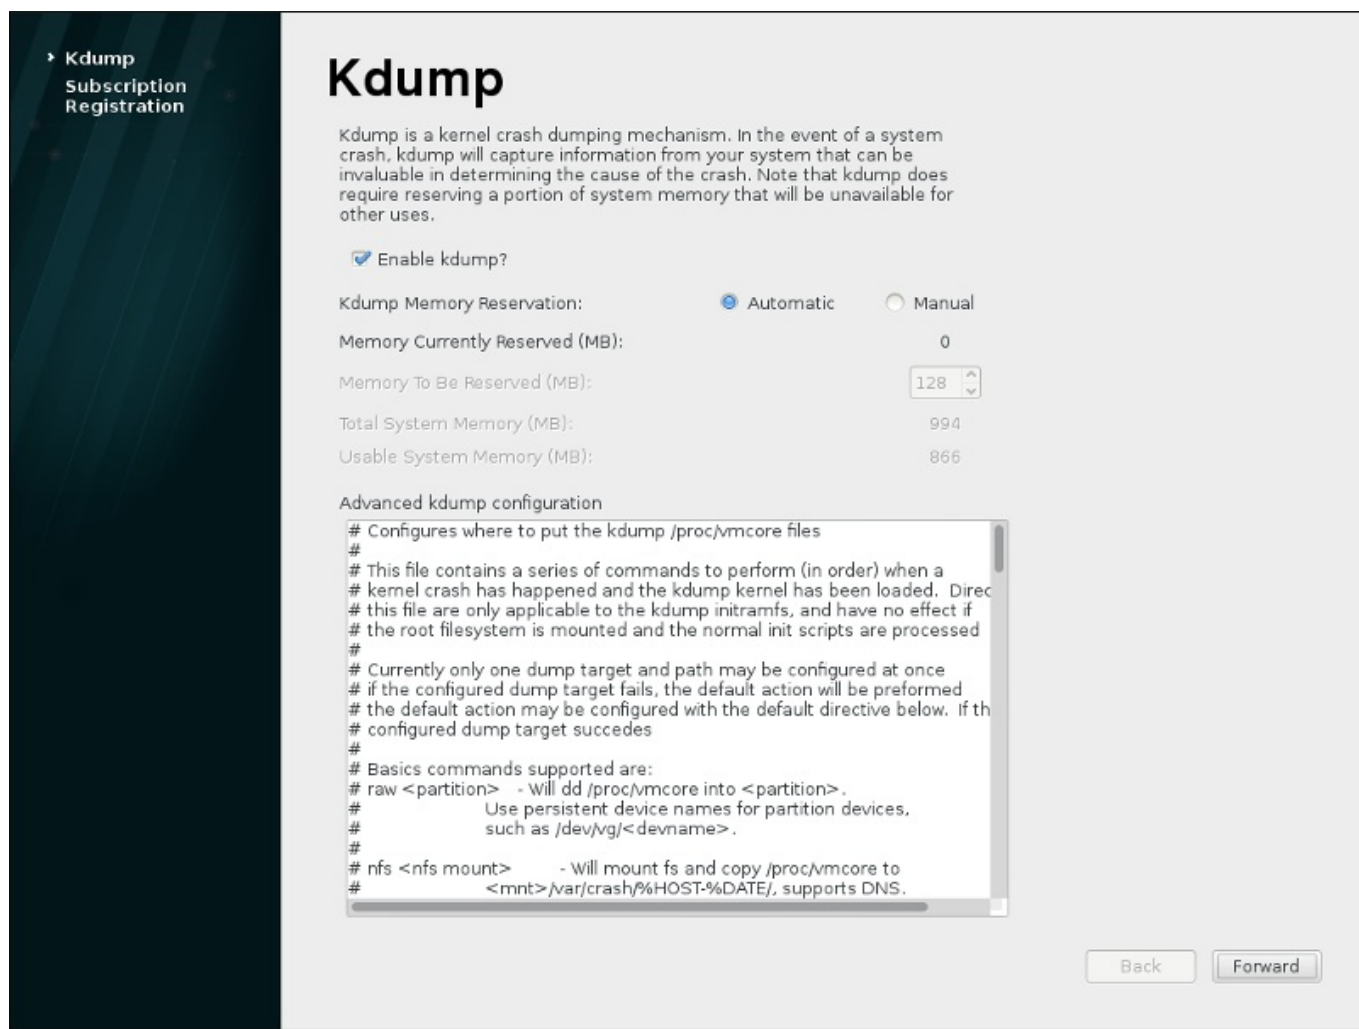 Kdump
Subscription
Registration
Kdump
Kdump is a kernel crash dumping mechanism. In the event of a system
crash, kdump will capture information from your system that can be
invaluable in determining the cause of the crash. Note that kdump does
require reserving a portion of system memory that will be unavailable for
other uses.
Enable kdump?
Kdump Memory Reservation: Automatic Manual
Memory Currently Reserved (MB): 0
Memory To Be Reserved (MB): 128
Total System Memory (MB): 994
Usable System Memory (MB): 866
Advanced kdump configuration
# Configures where to put the kdump /proc/vmcore files
#
# This file contains a series of commands to perform (in order) when a
# kernel crash has happened and the kdump kernel has been loaded. Direc
# this file are only applicable to the kdump initramfs, and have no effect if
# the root filesystem is mounted and the normal init scripts are processed
#
# Currently only one dump target and path may be configured at once
# if the configured dump target fails, the default action will be preformed
# the default action may be configured with the default directive below. If th
# configured dump target succedes
#
# Basics commands supported are:
# raw <partition> - Will dd /proc/vmcore into <partition>.
# Use persistent device names for partition devices,
# such as /dev/vg/<devname>.
#
# nfs <nfs mount> - Will mount fs and copy /proc/vmcore to
# <mnt>/var/crash/%HOST-%DATE/, supports DNS.
Back Forward